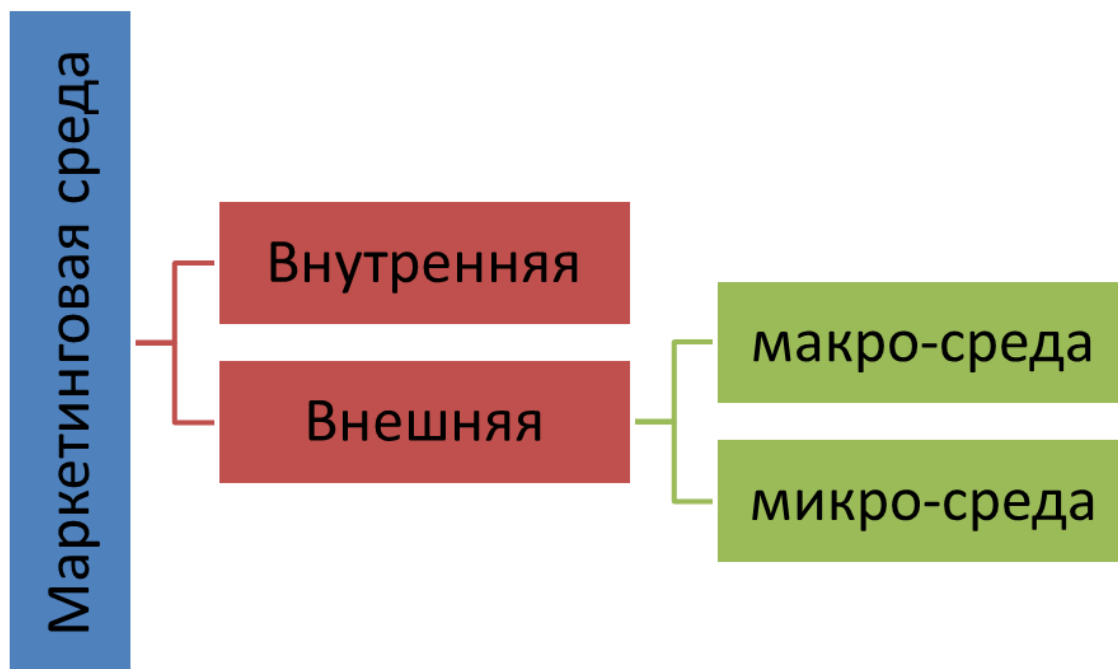 Маркетинговая среда
Внутренняя
Внешняя
макро-среда
микро-среда